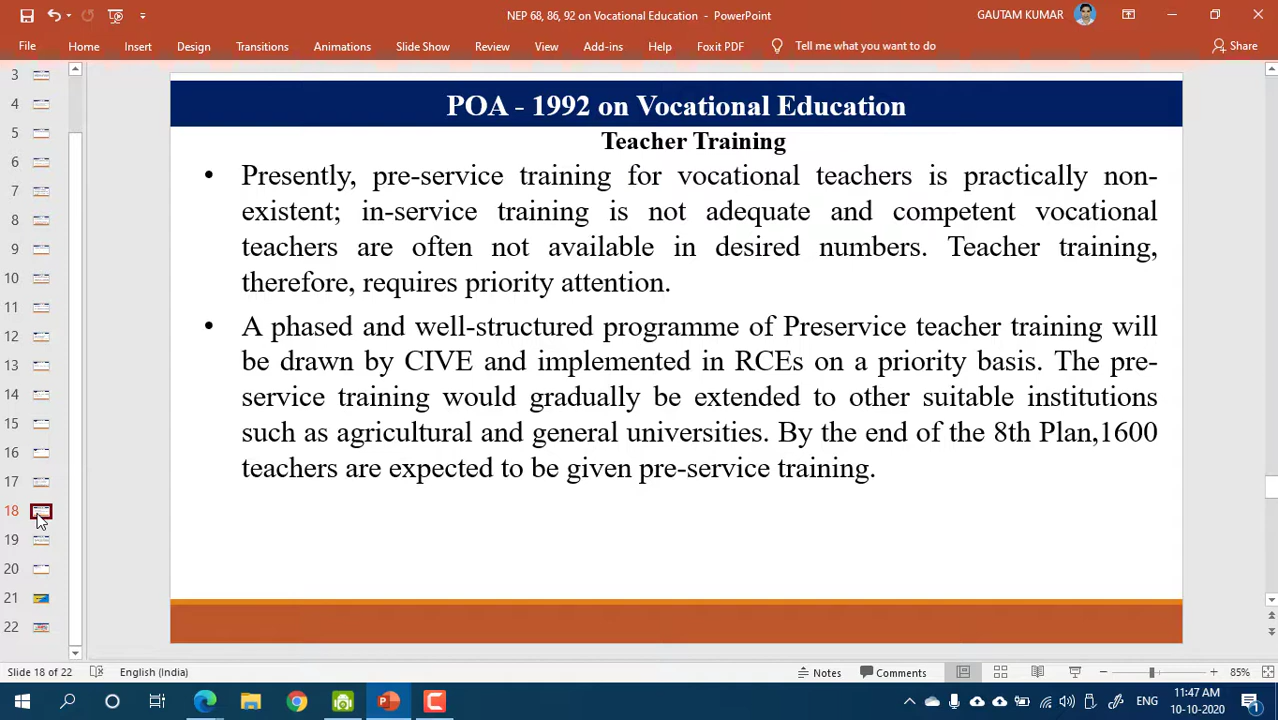 NEP 68, 86, 92 on Vocational Education - PowerPoint
GAUTAM KUMAR
File Home Insert Design Transitions Animations Slide Show Review View Add-ins Help Foxit PDF Tell me what you want to do Share
3
4
5
6
7
8
9
10
11
12
13
14
15
16
17
18
19
20
21
22
POA - 1992 on Vocational Education
Teacher Training
• Presently, pre-service training for vocational teachers is practically non-
existent; in-service training is not adequate and competent vocational
teachers are often not available in desired numbers. Teacher training,
therefore, requires priority attention.
• A phased and well-structured programme of Preservice teacher training will
be drawn by CIVE and implemented in RCEs on a priority basis. The pre-
service training would gradually be extended to other suitable institutions
such as agricultural and general universities. By the end of the 8th Plan,1600
teachers are expected to be given pre-service training.
Slide 18 of 22 English (India) Notes Comments 85%
ENG
11:47 AM
10-10-2020
1